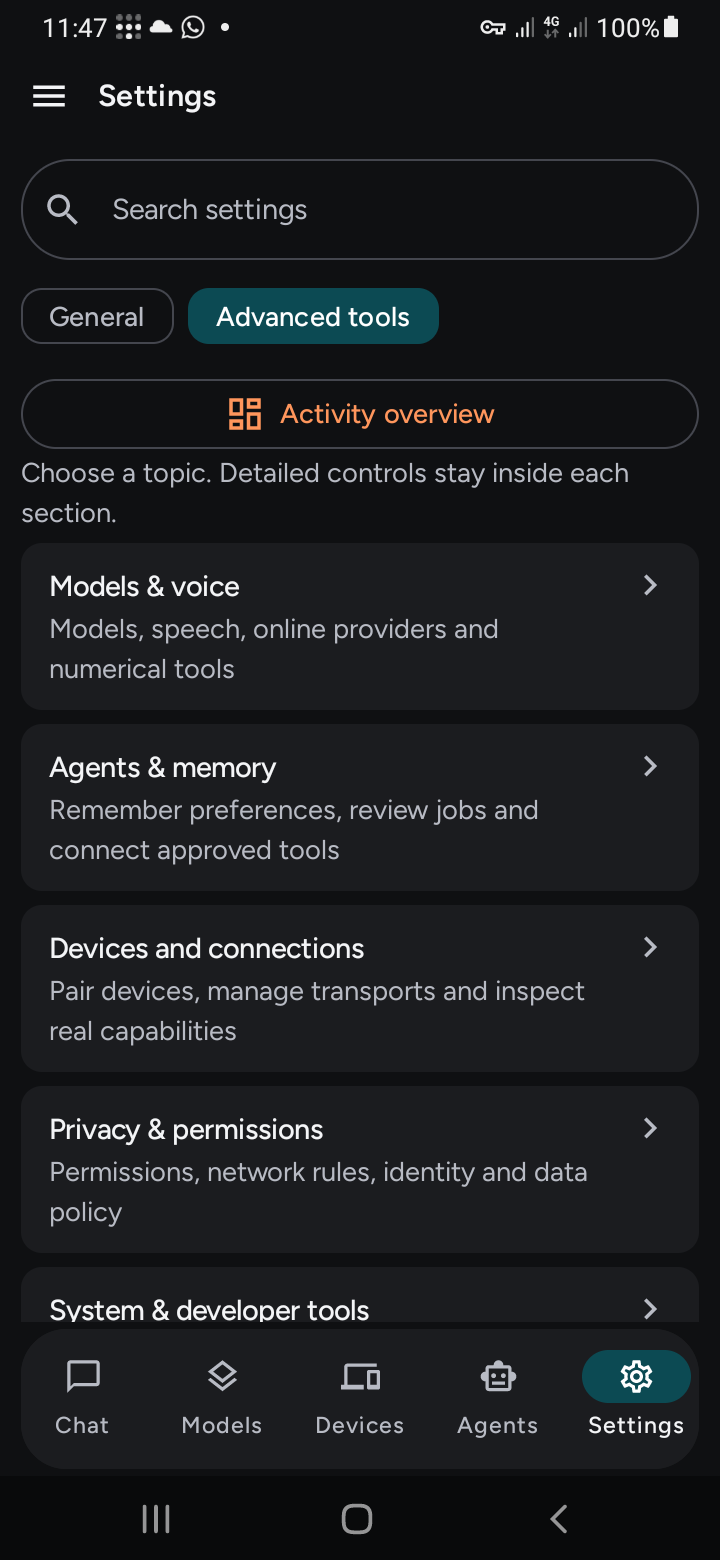 11:47
4G
100%
Settings
Search settings
General
Advanced tools
Activity overview
Choose a topic. Detailed controls stay inside each
section.
Models & voice
Models, speech, online providers and
numerical tools
Agents & memory
Remember preferences, review jobs and
connect approved tools
Devices and connections
Pair devices, manage transports and inspect
real capabilities
Privacy & permissions
Permissions, network rules, identity and data
policy
System & developer tools
Chat
Models
Devices
Agents
Settings